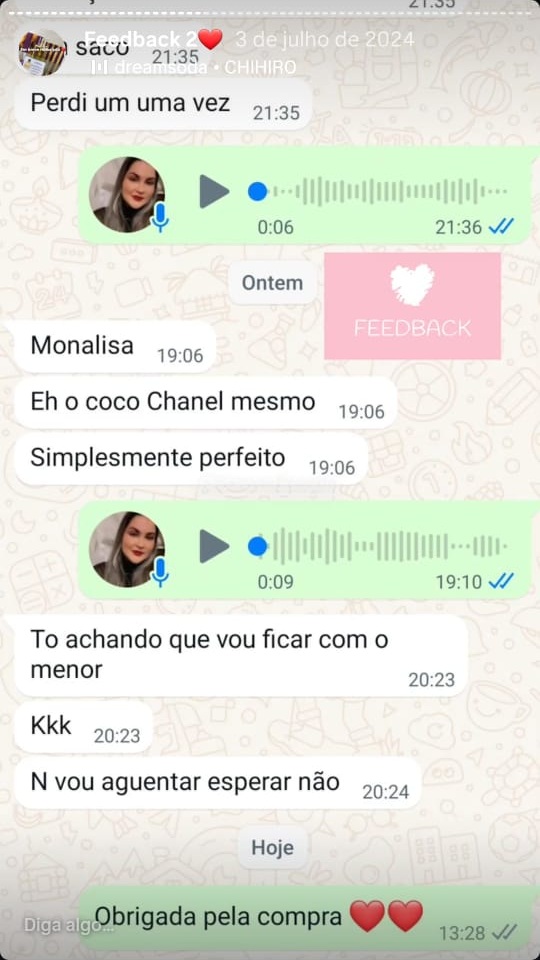 21:35
Feedback 2❤️ 3 de julho de 2024
saco 21:35
dreamsoda • CHIHIRO
Perdi um uma vez 21:35
0:06 21:36
Ontem
FEEDBACK
Monalisa 19:06
Eh o coco Chanel mesmo 19:06
Simplesmente perfeito 19:06
0:09 19:10
To achando que vou ficar com o
menor 20:23
Kkk 20:23
N vou aguentar esperar não 20:24
Hoje
Obrigada pela compra ❤️❤️ 13:28
Diga algo...